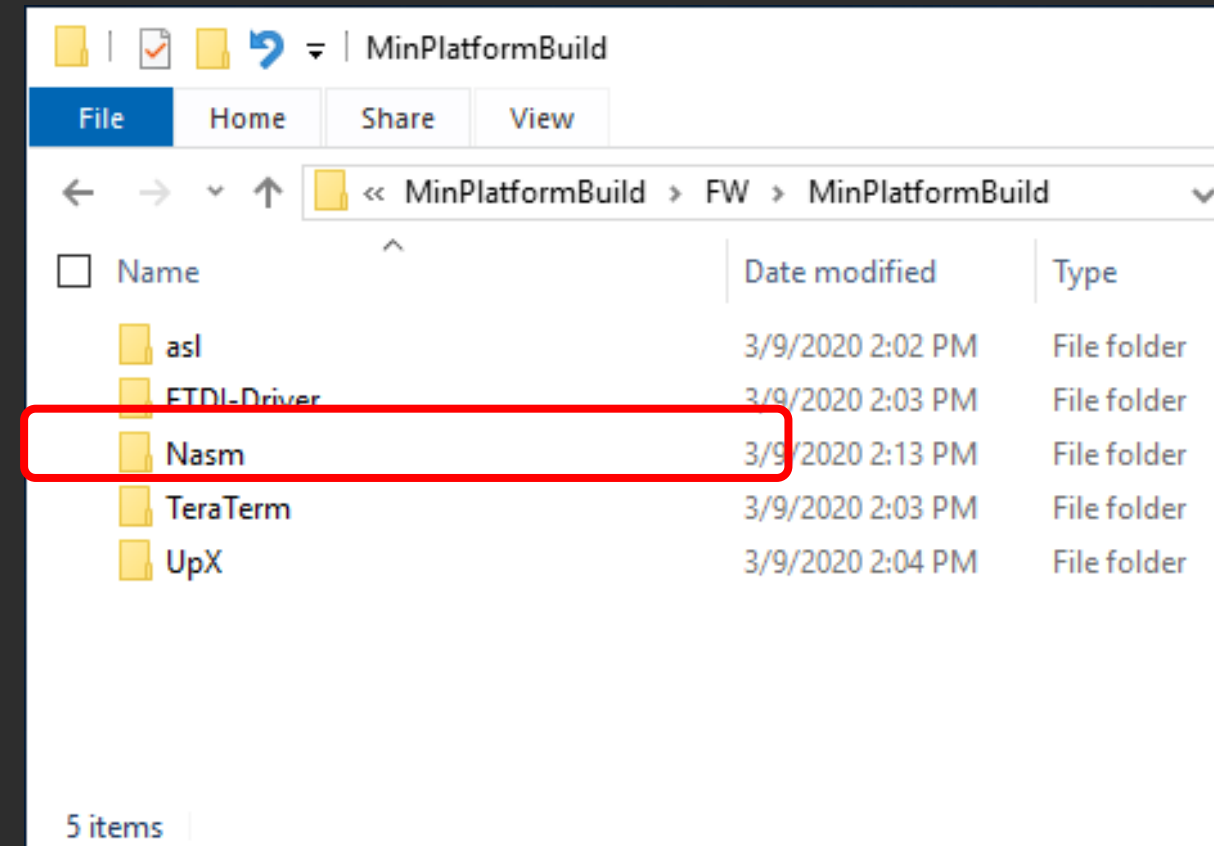 MinPlatformBuild
File Home Share View
« MinPlatformBuild > FW > MinPlatformBuild
Name Date modified Type
asl 3/9/2020 2:02 PM File folder
FTDI-Driver 3/9/2020 2:03 PM File folder
Nasm 3/9/2020 2:13 PM File folder
TeraTerm 3/9/2020 2:03 PM File folder
UpX 3/9/2020 2:04 PM File folder
5 items